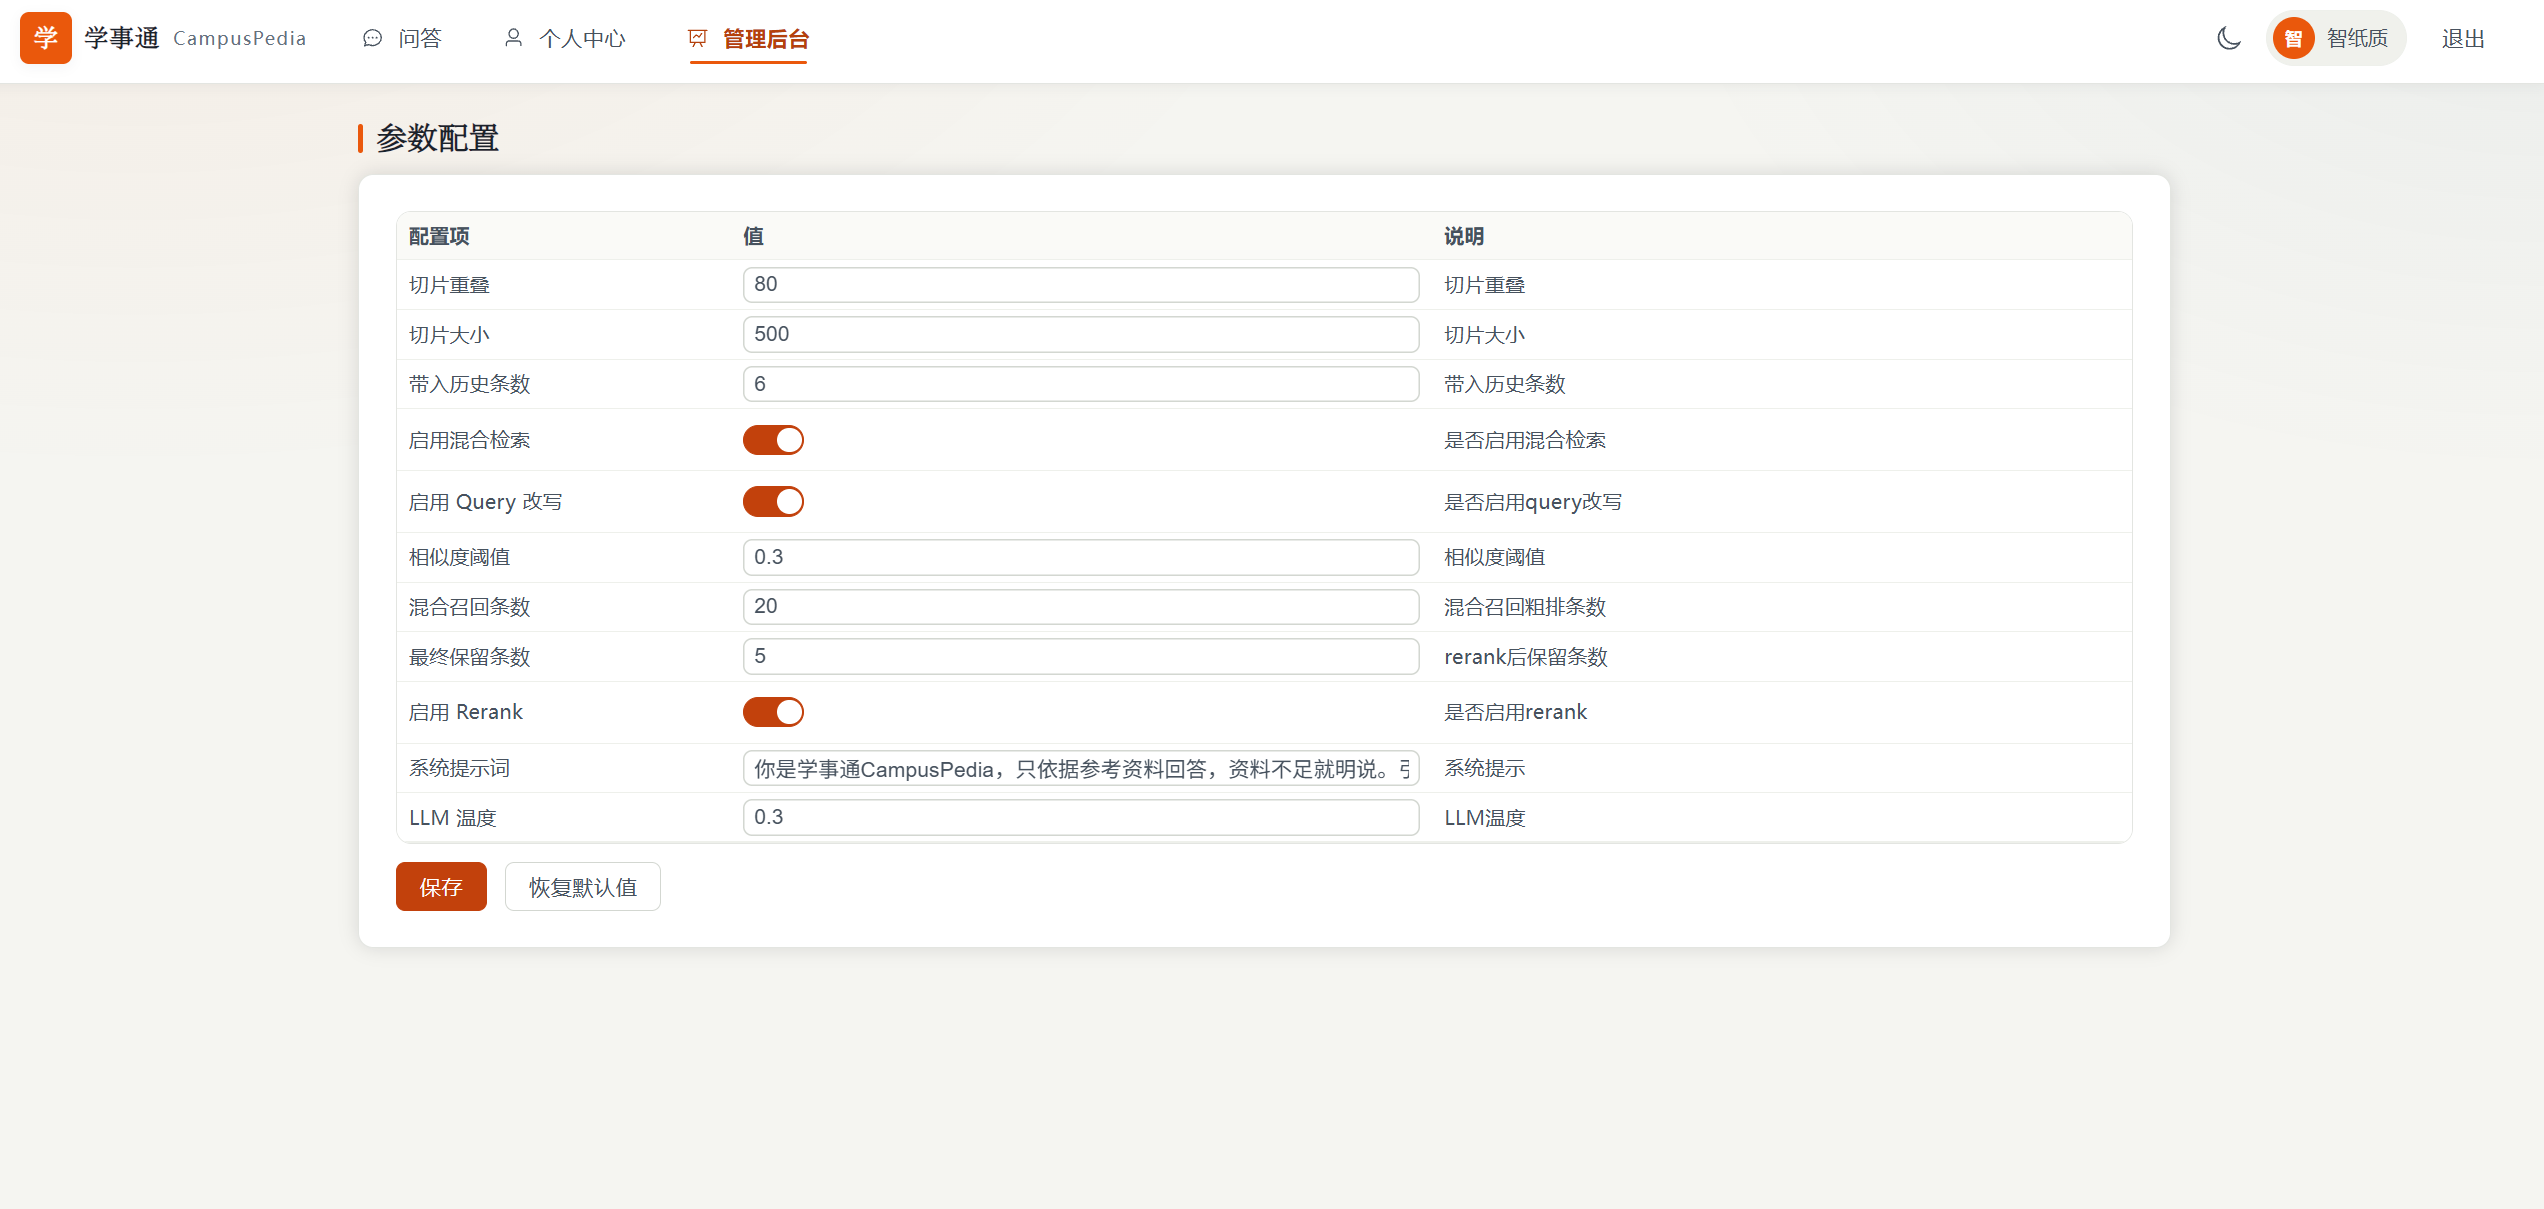 学 学事通 CampusPedia 问答 个人中心 管理后台 智 智纸质 退出
参数配置
配置项 值 说明
切片重叠 80 切片重叠
切片大小 500 切片大小
带入历史条数 6 带入历史条数
启用混合检索 是否启用混合检索
启用 Query 改写 是否启用query改写
相似度阈值 0.3 相似度阈值
混合召回条数 20 混合召回粗排条数
最终保留条数 5 rerank后保留条数
启用 Rerank 是否启用rerank
系统提示词 你是学事通CampusPedia，只依据参考资料回答，资料不足就明说。 系统提示
LLM 温度 0.3 LLM温度
保存 恢复默认值